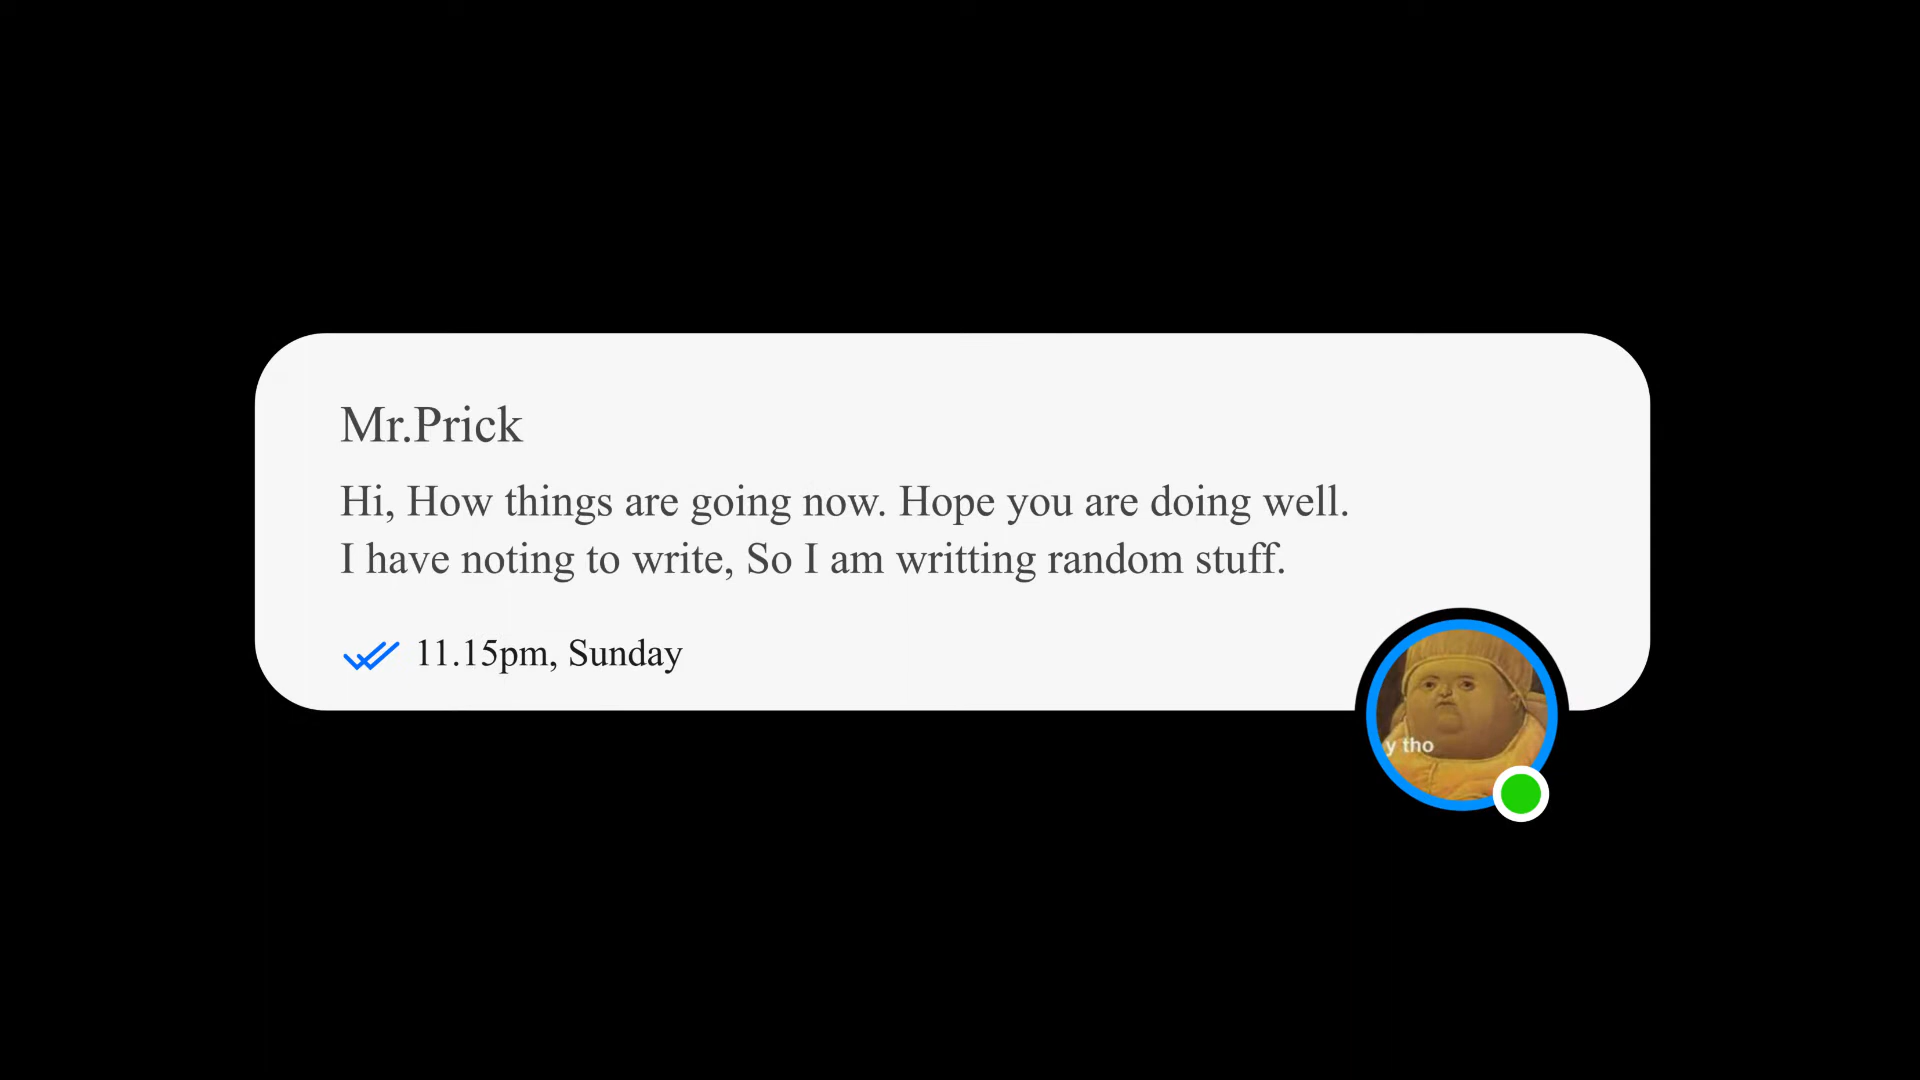 Mr.Prick
Hi, How things are going now. Hope you are doing well.
I have noting to write, So I am writting random stuff.
11.15pm, Sunday
y tho